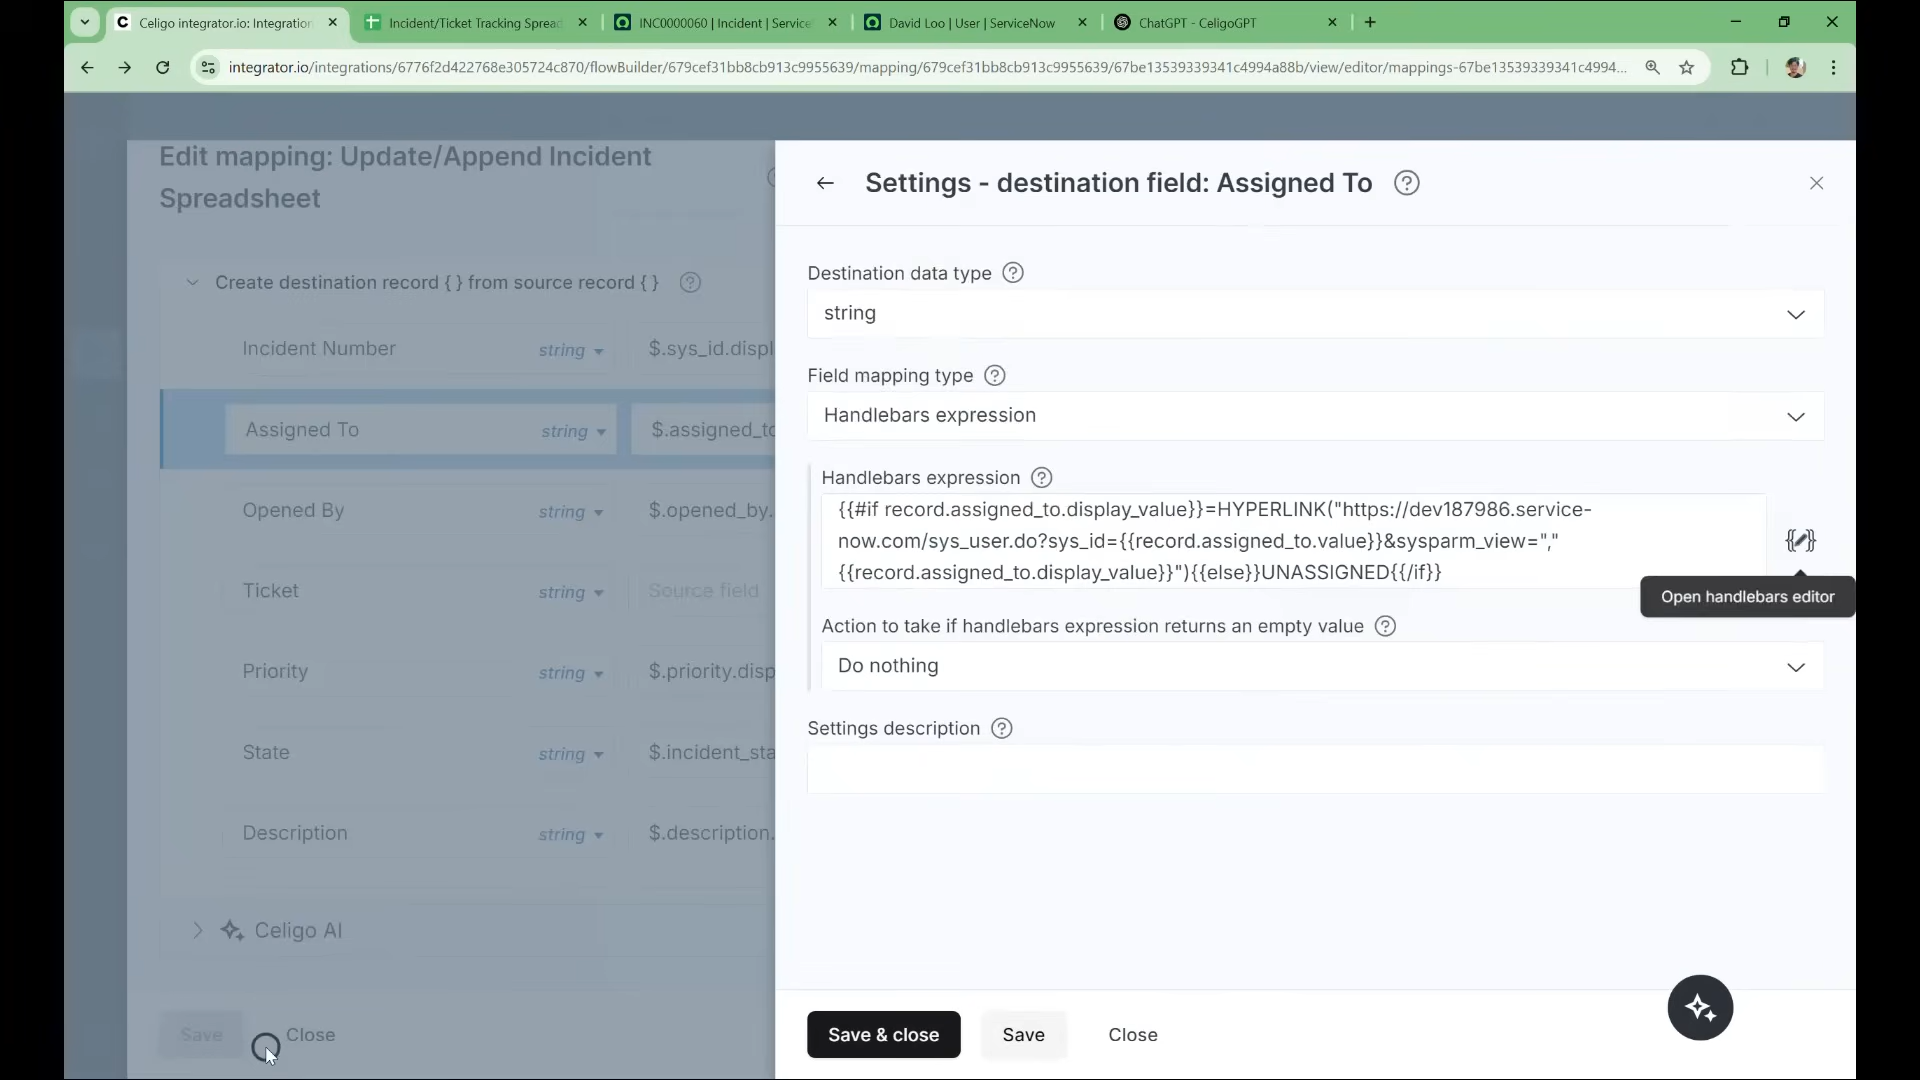 Celigo integrator.io: Integration
Incident/Ticket Tracking Spread
INC0000060 | Incident | Service
David Loo | User | ServiceNow
ChatGPT - CeligoGPT
integrator.io/integrations/6776f2d422768e305724c870/flowBuilder/679cef31bb8cb913c9955639/mapping/679cef31bb8cb913c9955639/67be13539339341c4994a88b/view/editor/mappings-67be13539339341c4994...
Edit mapping: Update/Append Incident
Spreadsheet
Create destination record { } from source record { }
Incident Number string $.sys_id.displ
Assigned To string $.assigned_to
Opened By string $.opened_by.
Ticket string Source field
Priority string $.priority.disp
State string $.incident_sta
Description string $.description.
Celigo AI
Save Close
Settings - destination field: Assigned To
Destination data type
string
Field mapping type
Handlebars expression
Handlebars expression
{{#if record.assigned_to.display_value}}=HYPERLINK("https://dev187986.service-
now.com/sys_user.do?sys_id={{record.assigned_to.value}}&sysparm_view=","
{{record.assigned_to.display_value}}"){{else}}UNASSIGNED{{/if}}
Open handlebars editor
Action to take if handlebars expression returns an empty value
Do nothing
Settings description
Save & close Save Close